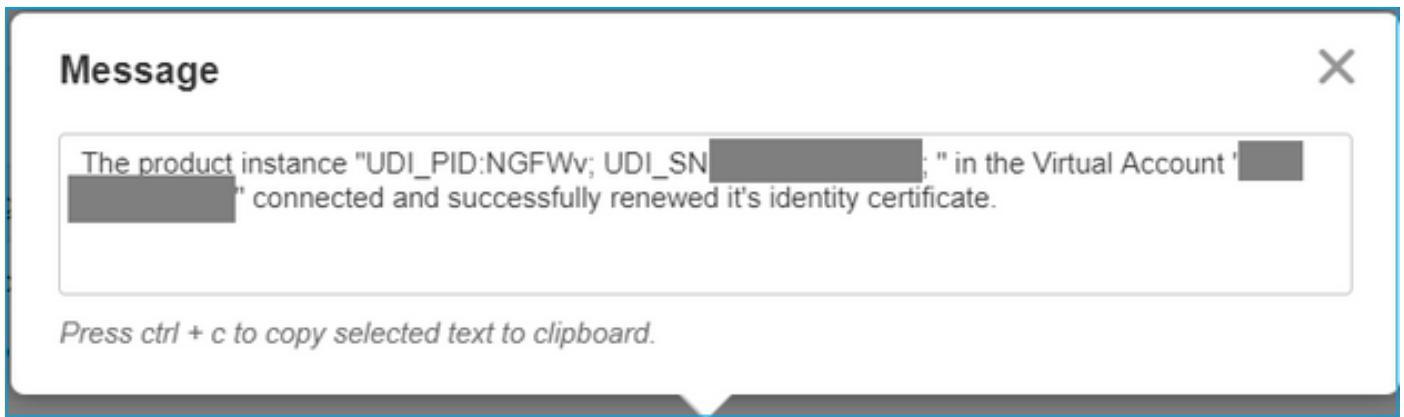 Message
The product instance "UDI_PID:NGFWv; UDI_SN ; " in the Virtual Account "
" connected and successfully renewed it's identity certificate.
Press ctrl + c to copy selected text to clipboard.